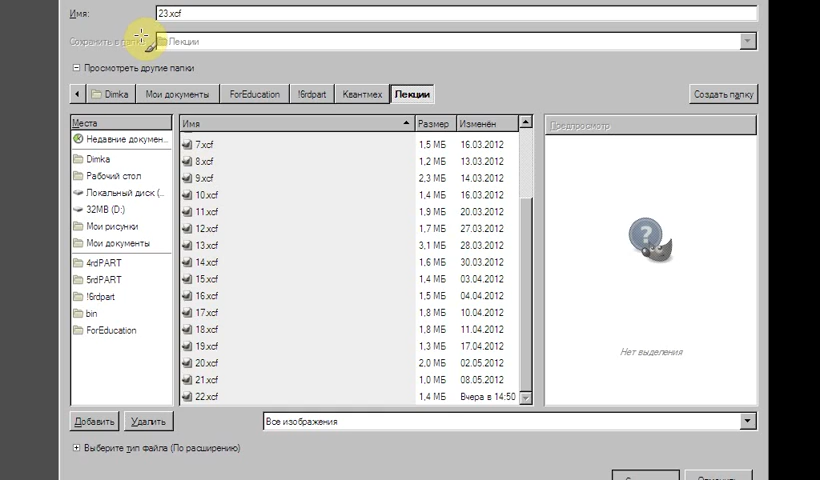 Имя: 23.xcf
Сохранить в папке: Лекции
Просмотреть другие папки
Dimka Мои документы ForEducation !6rdpart Квантмех Лекции Создать папку
Места Имя Размер Изменён Предпросмотр
Недавние докумен... 7.xcf 1,5 МБ 16.03.2012
Dimka 8.xcf 1,2 МБ 13.03.2012
Рабочий стол 9.xcf 2,3 МБ 14.03.2012
Локальный диск (.. 10.xcf 1,4 МБ 16.03.2012
32MB (D:) 11.xcf 1,9 МБ 20.03.2012
Мои рисунки 12.xcf 1,7 МБ 27.03.2012
Мои документы 13.xcf 3,1 МБ 28.03.2012
4rdPART 14.xcf 1,6 МБ 30.03.2012
5rdPART 15.xcf 1,4 МБ 03.04.2012
!6rdpart 16.xcf 1,5 МБ 04.04.2012
bin 17.xcf 1,8 МБ 10.04.2012
ForEducation 18.xcf 1,8 МБ 11.04.2012
19.xcf 1,3 МБ 17.04.2012
Нет выделения
20.xcf 2,0 МБ 02.05.2012
21.xcf 1,0 МБ 08.05.2012
22.xcf 1,4 МБ Вчера в 14:50
Добавить Удалить Все изображения
Выберите тип файла (По расширению)